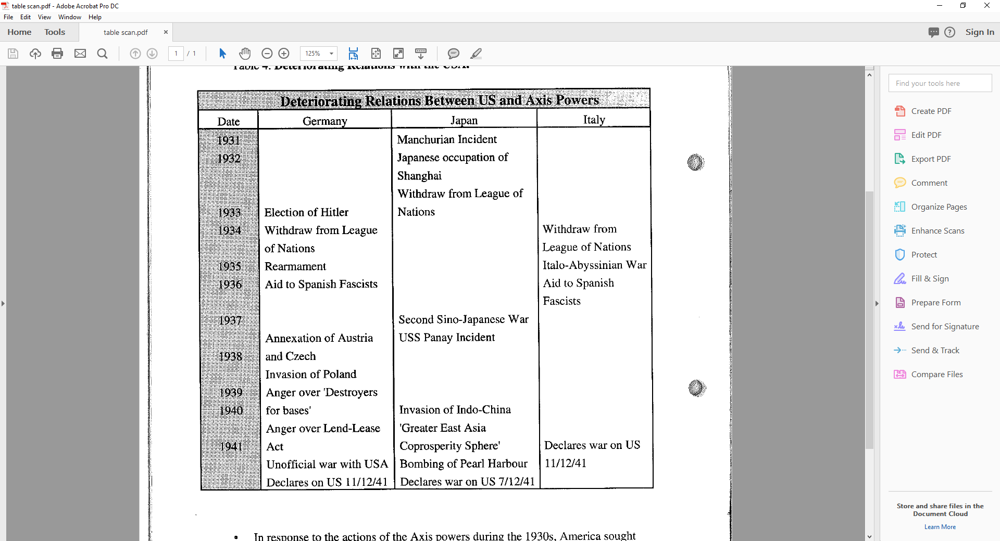 table scan.pdf - Adobe Acrobat Pro DC
File Edit View Window Help
Home Tools table scan.pdf × Sign In
1 / 1 125%
Table 4: Deteriorating Relations with the USA.
Deteriorating Relations Between US and Axis Powers
Date Germany Japan Italy
1931 Manchurian Incident
1932 Japanese occupation of
Shanghai
Withdraw from League of
1933 Election of Hitler Nations
1934 Withdraw from League Withdraw from
of Nations League of Nations
1935 Rearmament Italo-Abyssinian War
1936 Aid to Spanish Fascists Aid to Spanish
Fascists
1937 Second Sino-Japanese War
Annexation of Austria USS Panay Incident
1938 and Czech
Invasion of Poland
1939 Anger over 'Destroyers
1940 for bases' Invasion of Indo-China
Anger over Lend-Lease 'Greater East Asia
1941 Act Coprosperity Sphere' Declares war on US
Unofficial war with USA Bombing of Pearl Harbour 11/12/41
Declares on US 11/12/41 Declares war on US 7/12/41
• In response to the actions of the Axis powers during the 1930s, America sought
Find your tools here
Create PDF
Edit PDF
Export PDF
Comment
Organize Pages
Enhance Scans
Protect
Fill & Sign
Prepare Form
Send for Signature
Send & Track
Compare Files
Store and share files in the
Document Cloud
Learn More